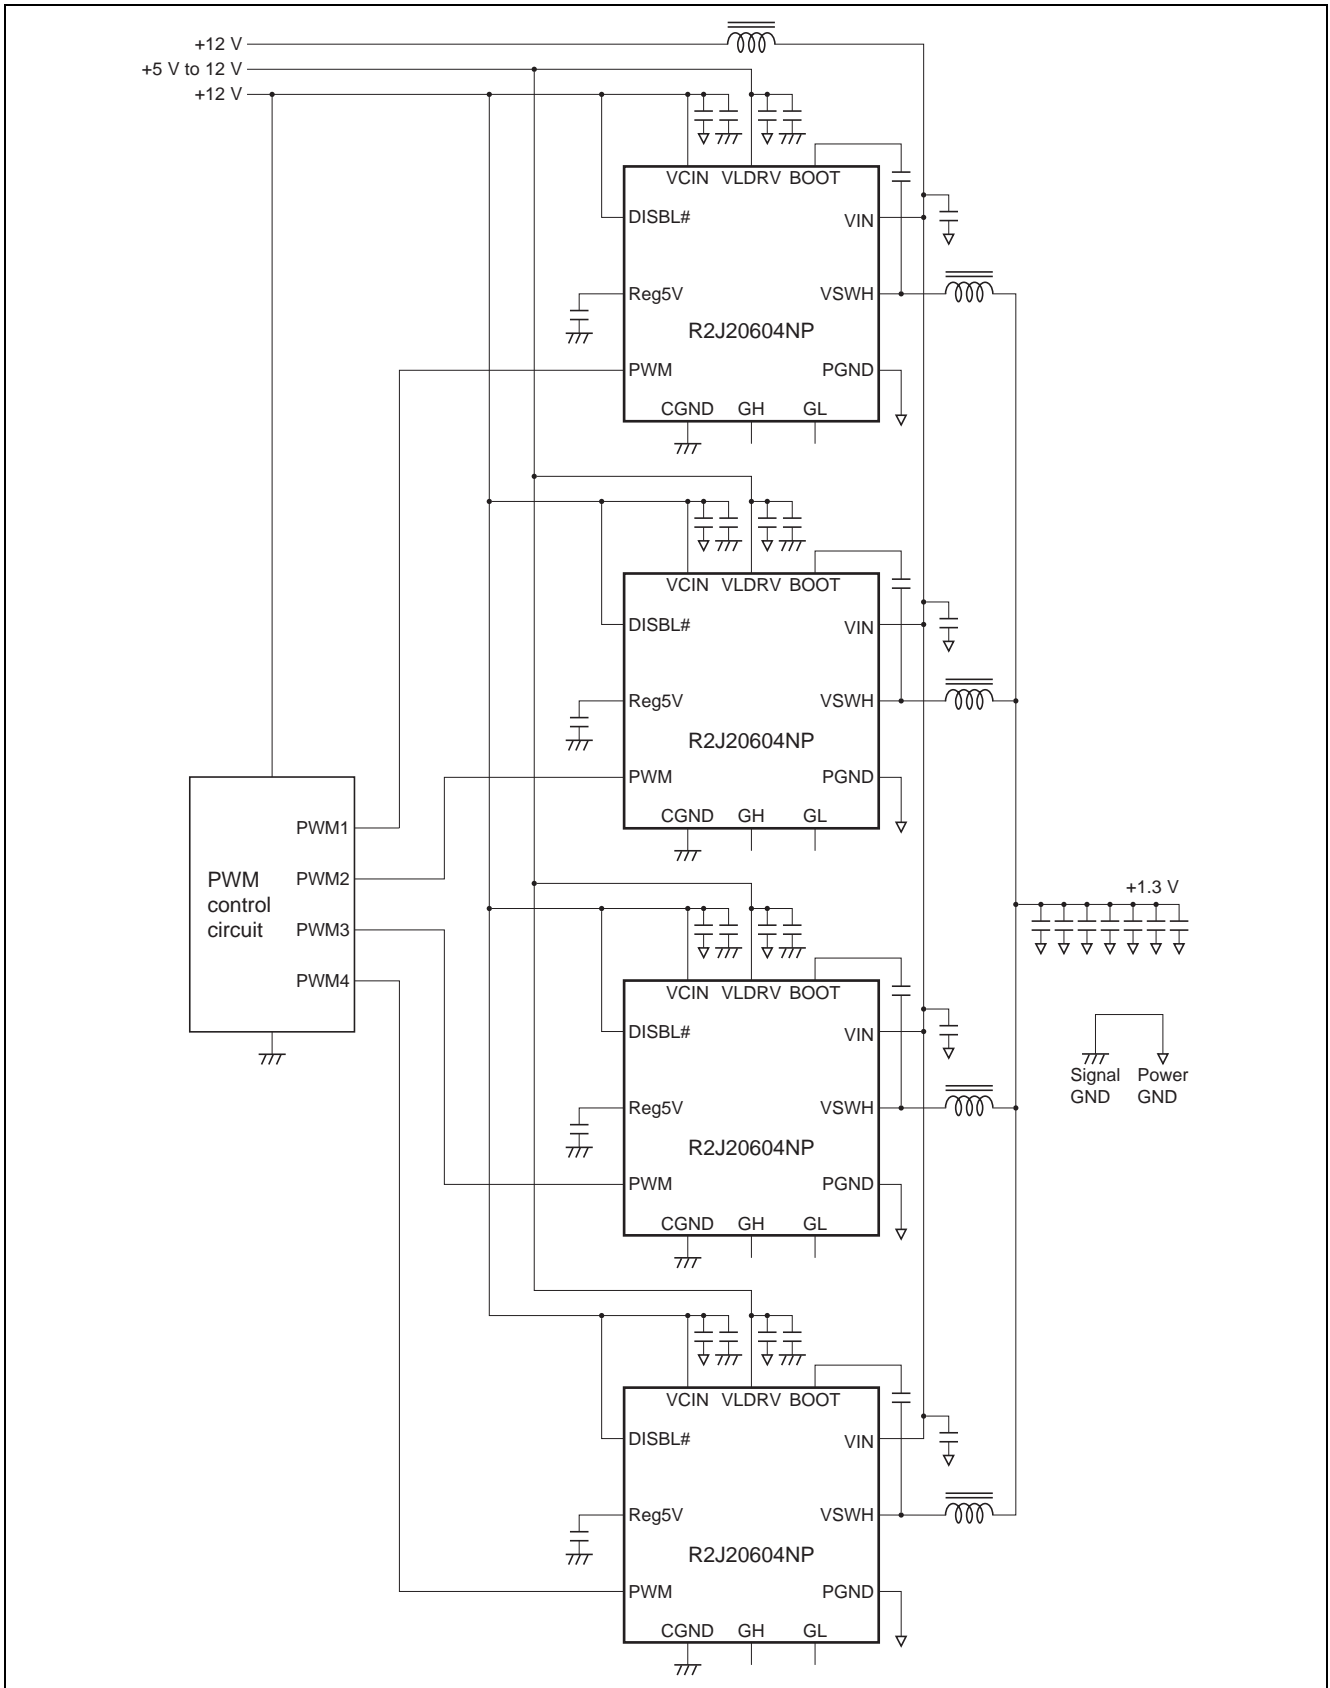 +12 V
+5 V to 12 V
+12 V
VCIN VLDRV BOOT
DISBL#
VIN
Reg5V
VSWH
R2J20604NP
PWM
PGND
CGND GH GL
VCIN VLDRV BOOT
DISBL#
VIN
Reg5V
VSWH
R2J20604NP
PWM
PGND
CGND GH GL
PWM1
PWM2
PWM3
PWM4
PWM
control
circuit
VCIN VLDRV BOOT
DISBL#
VIN
Reg5V
VSWH
R2J20604NP
PWM
PGND
CGND GH GL
+1.3 V
Signal
GND
Power
GND
VCIN VLDRV BOOT
DISBL#
VIN
Reg5V
VSWH
R2J20604NP
PWM
PGND
CGND GH GL